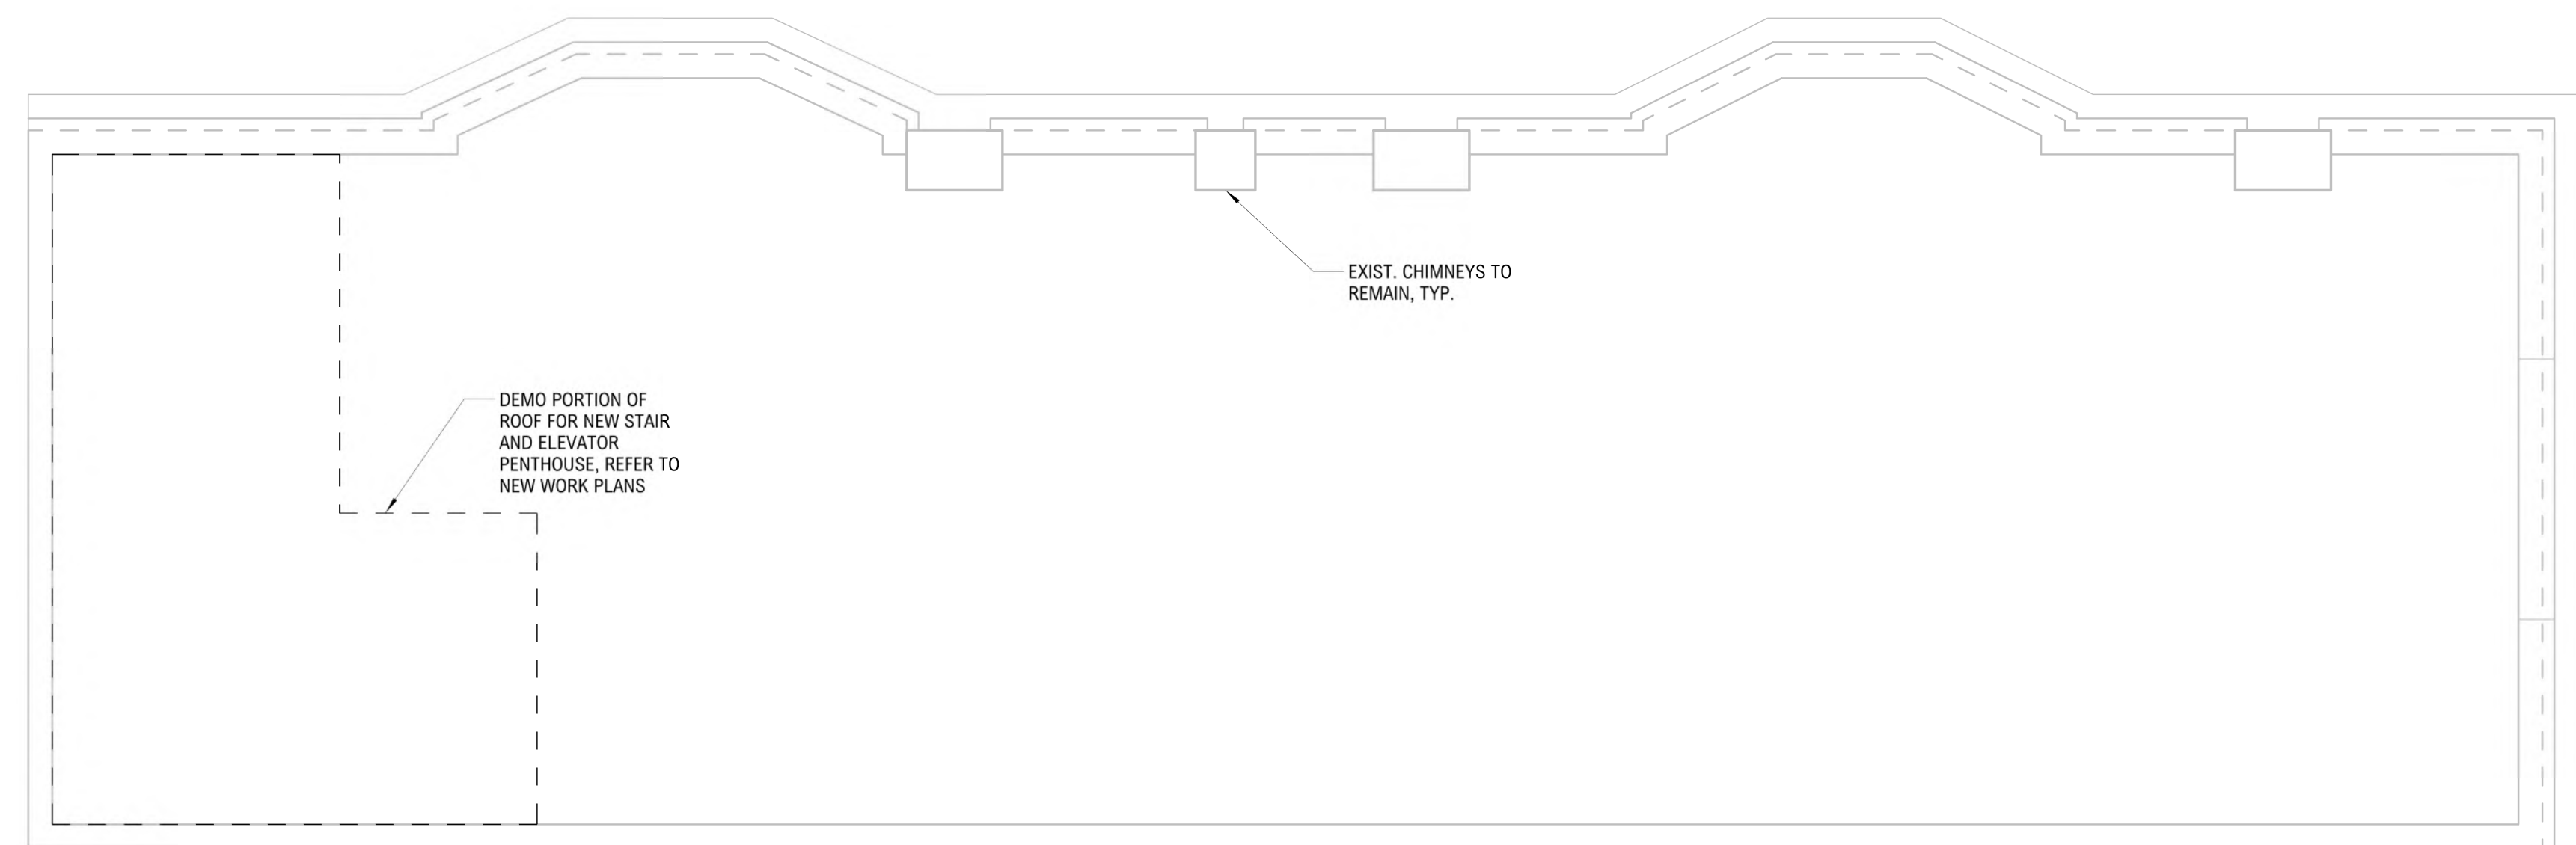 EXIST. CHIMNEYS TO
REMAIN, TYP.
DEMO PORTION OF
ROOF FOR NEW STAIR
AND ELEVATOR
PENTHOUSE, REFER TO
NEW WORK PLANS